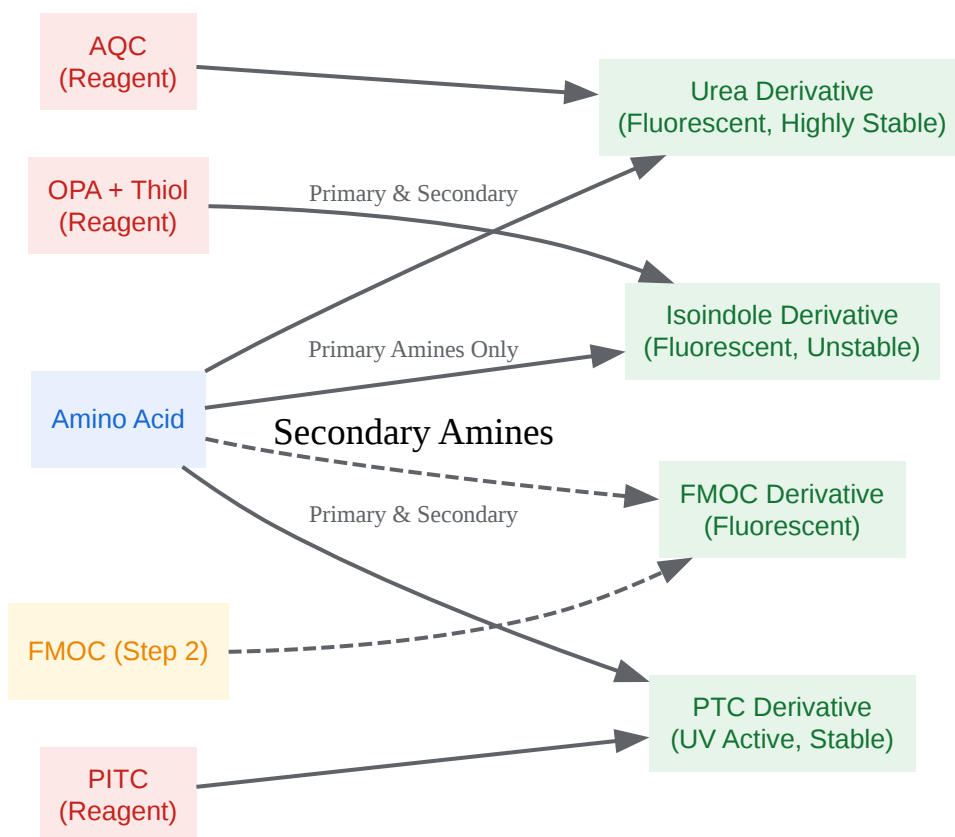 AQC
(Reagent)
Urea Derivative
(Fluorescent, Highly Stable)
OPA + Thiol
(Reagent)
Primary & Secondary
Isoindole Derivative
(Fluorescent, Unstable)
Primary Amines Only
Amino Acid
Secondary Amines
FMOC Derivative
(Fluorescent)
Primary & Secondary
FMOC (Step 2)
PTC Derivative
(UV Active, Stable)
PITC
(Reagent)